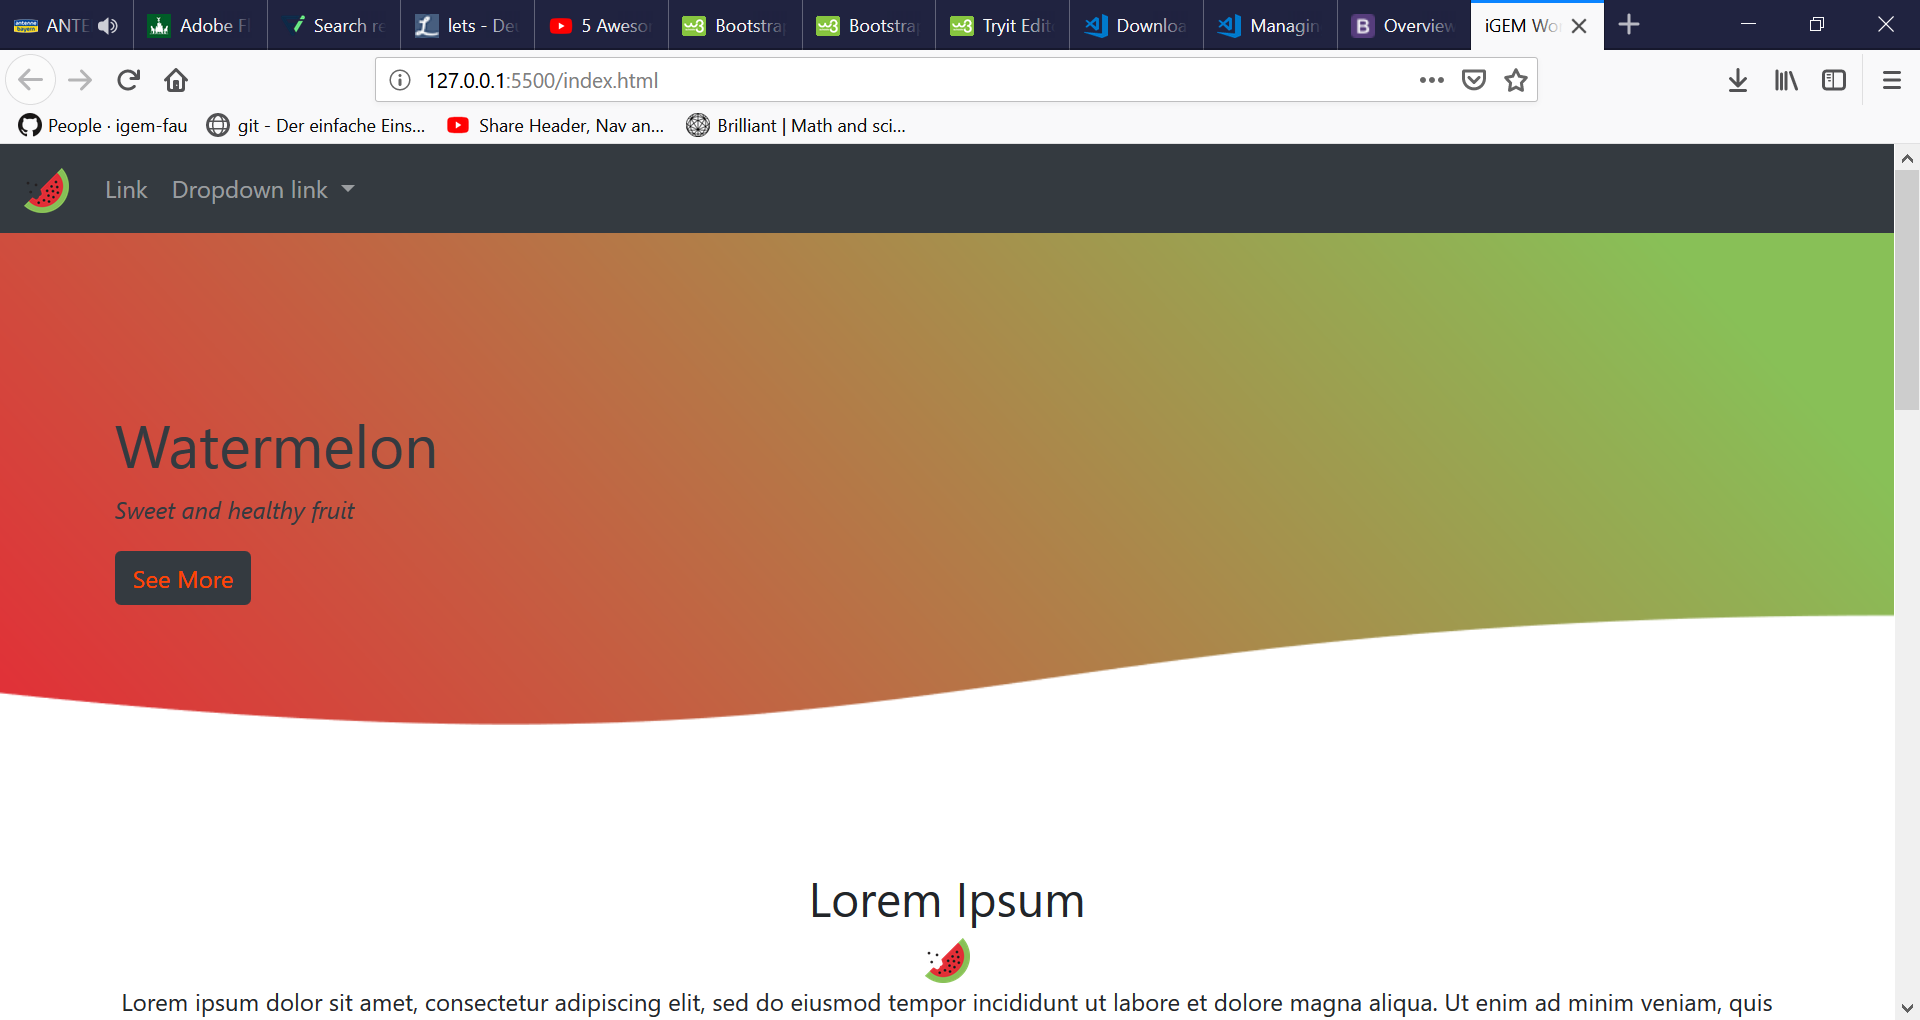 ANTE Adobe F Search re lets - De 5 Aweso Bootstra Bootstra Tryit Edit Downloa Managin Overview iGEM Wo
127.0.0.1:5500/index.html
People · igem-fau git - Der einfache Eins... Share Header, Nav an... Brilliant | Math and sci...
Link Dropdown link
Watermelon
Sweet and healthy fruit
See More
Lorem Ipsum
Lorem ipsum dolor sit amet, consectetur adipiscing elit, sed do eiusmod tempor incididunt ut labore et dolore magna aliqua. Ut enim ad minim veniam, quis